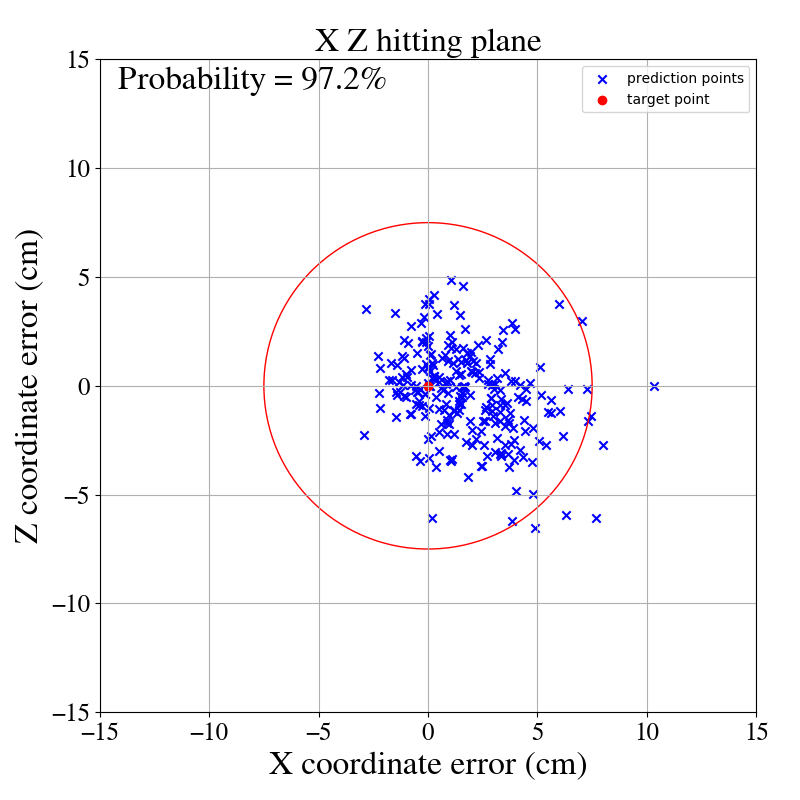 X Z hitting plane
Probability = 97.2%
prediction points
target point
Z coordinate error (cm)
15
10
5
0
−5
−10
−15
−15 −10 −5 0 5 10 15
X coordinate error (cm)